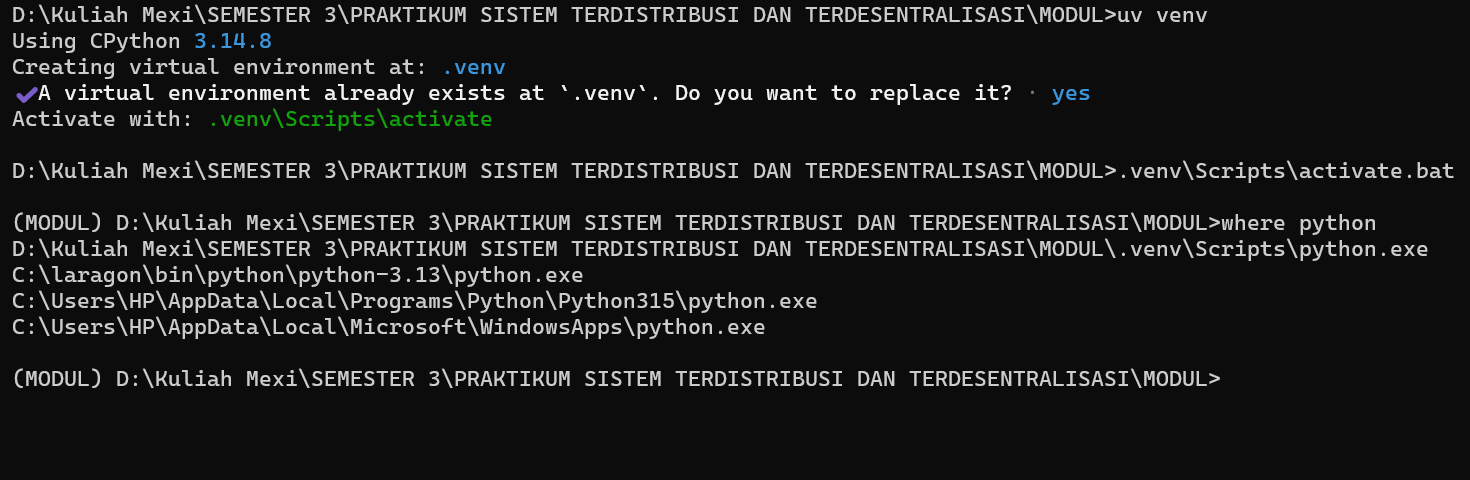 D:\Kuliah Mexi\SEMESTER 3\PRAKTIKUM SISTEM TERDISTRIBUSI DAN TERDESENTRALISASI\MODUL>uv venv
Using CPython 3.14.8
Creating virtual environment at: .venv
✔A virtual environment already exists at `.venv`. Do you want to replace it? · yes
Activate with: .venv\Scripts\activate
D:\Kuliah Mexi\SEMESTER 3\PRAKTIKUM SISTEM TERDISTRIBUSI DAN TERDESENTRALISASI\MODUL>.venv\Scripts\activate.bat
(MODUL) D:\Kuliah Mexi\SEMESTER 3\PRAKTIKUM SISTEM TERDISTRIBUSI DAN TERDESENTRALISASI\MODUL>where python
D:\Kuliah Mexi\SEMESTER 3\PRAKTIKUM SISTEM TERDISTRIBUSI DAN TERDESENTRALISASI\MODUL\.venv\Scripts\python.exe
C:\laragon\bin\python\python-3.13\python.exe
C:\Users\HP\AppData\Local\Programs\Python\Python315\python.exe
C:\Users\HP\AppData\Local\Microsoft\WindowsApps\python.exe
(MODUL) D:\Kuliah Mexi\SEMESTER 3\PRAKTIKUM SISTEM TERDISTRIBUSI DAN TERDESENTRALISASI\MODUL>